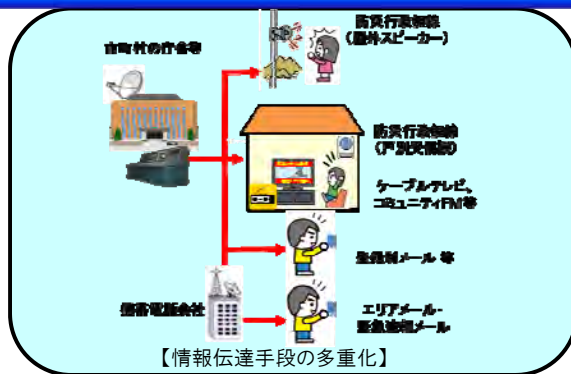 防災行政無線
(屋外スピーカー)
市町村の庁舎等
防災行政無線
(戸別受信機)
ケーブルテレビ、
コミュニティFM等
登録制メール 等
携帯電話会社
エリアメール・
緊急速報メール
【情報伝達手段の多重化】